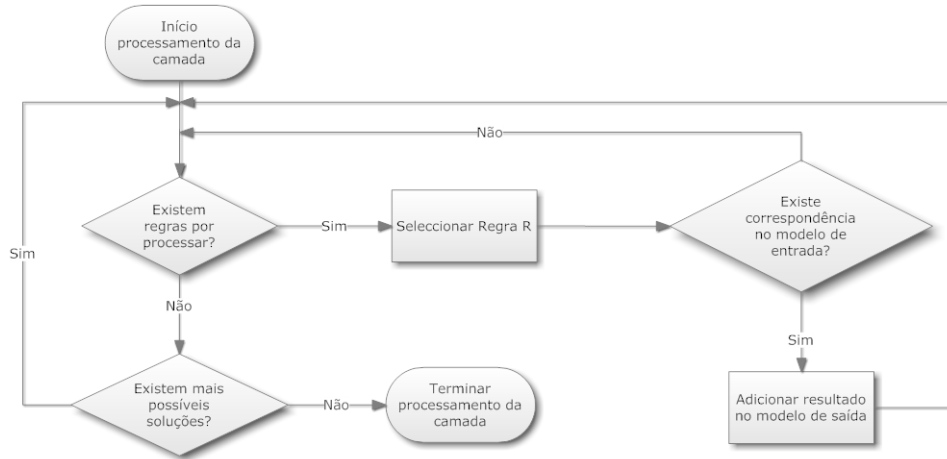 Início
processamento da
camada
Não
Existem
regras por
processar?
Sim
Seleccionar Regra R
Existe
correspondência
no modelo de
entrada?
Sim
Não
Sim
Existem mais
possíveis
soluções?
Não
Terminar
processamento da
camada
Adicionar resultado
no modelo de saída